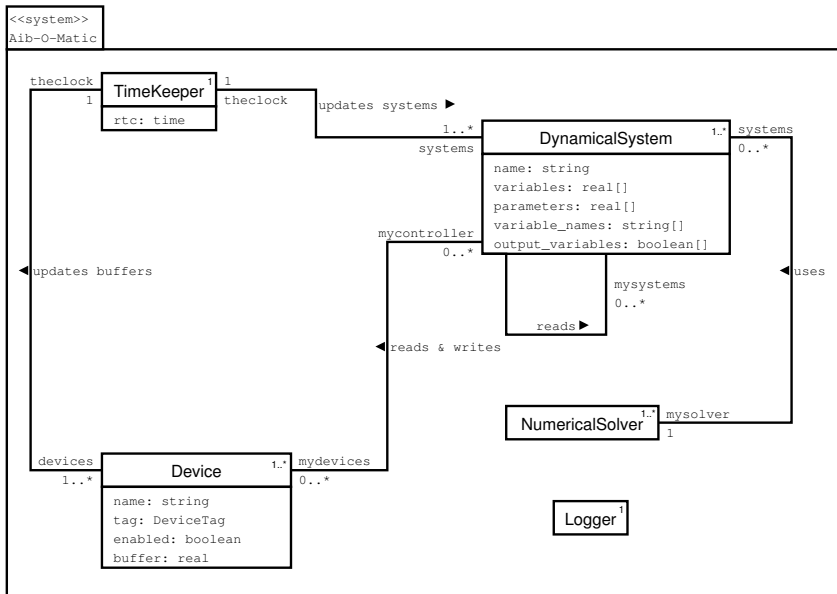 <<system>>
Aib-O-Matic
theclock
1
TimeKeeper
1
rtc: time
1
theclock
updates systems
1..*
systems
DynamicalSystem
1..*
name: string
variables: real[]
parameters: real[]
variable_names: string[]
output_variables: boolean[]
systems
0..*
mycontroller
0..*
updates buffers
mysystems
0..*
uses
reads
reads & writes
NumericalSolver
1..*
mysolver
1
devices
1..*
Device
1..*
mydevices
0..*
name: string
tag: DeviceTag
enabled: boolean
buffer: real
Logger
1